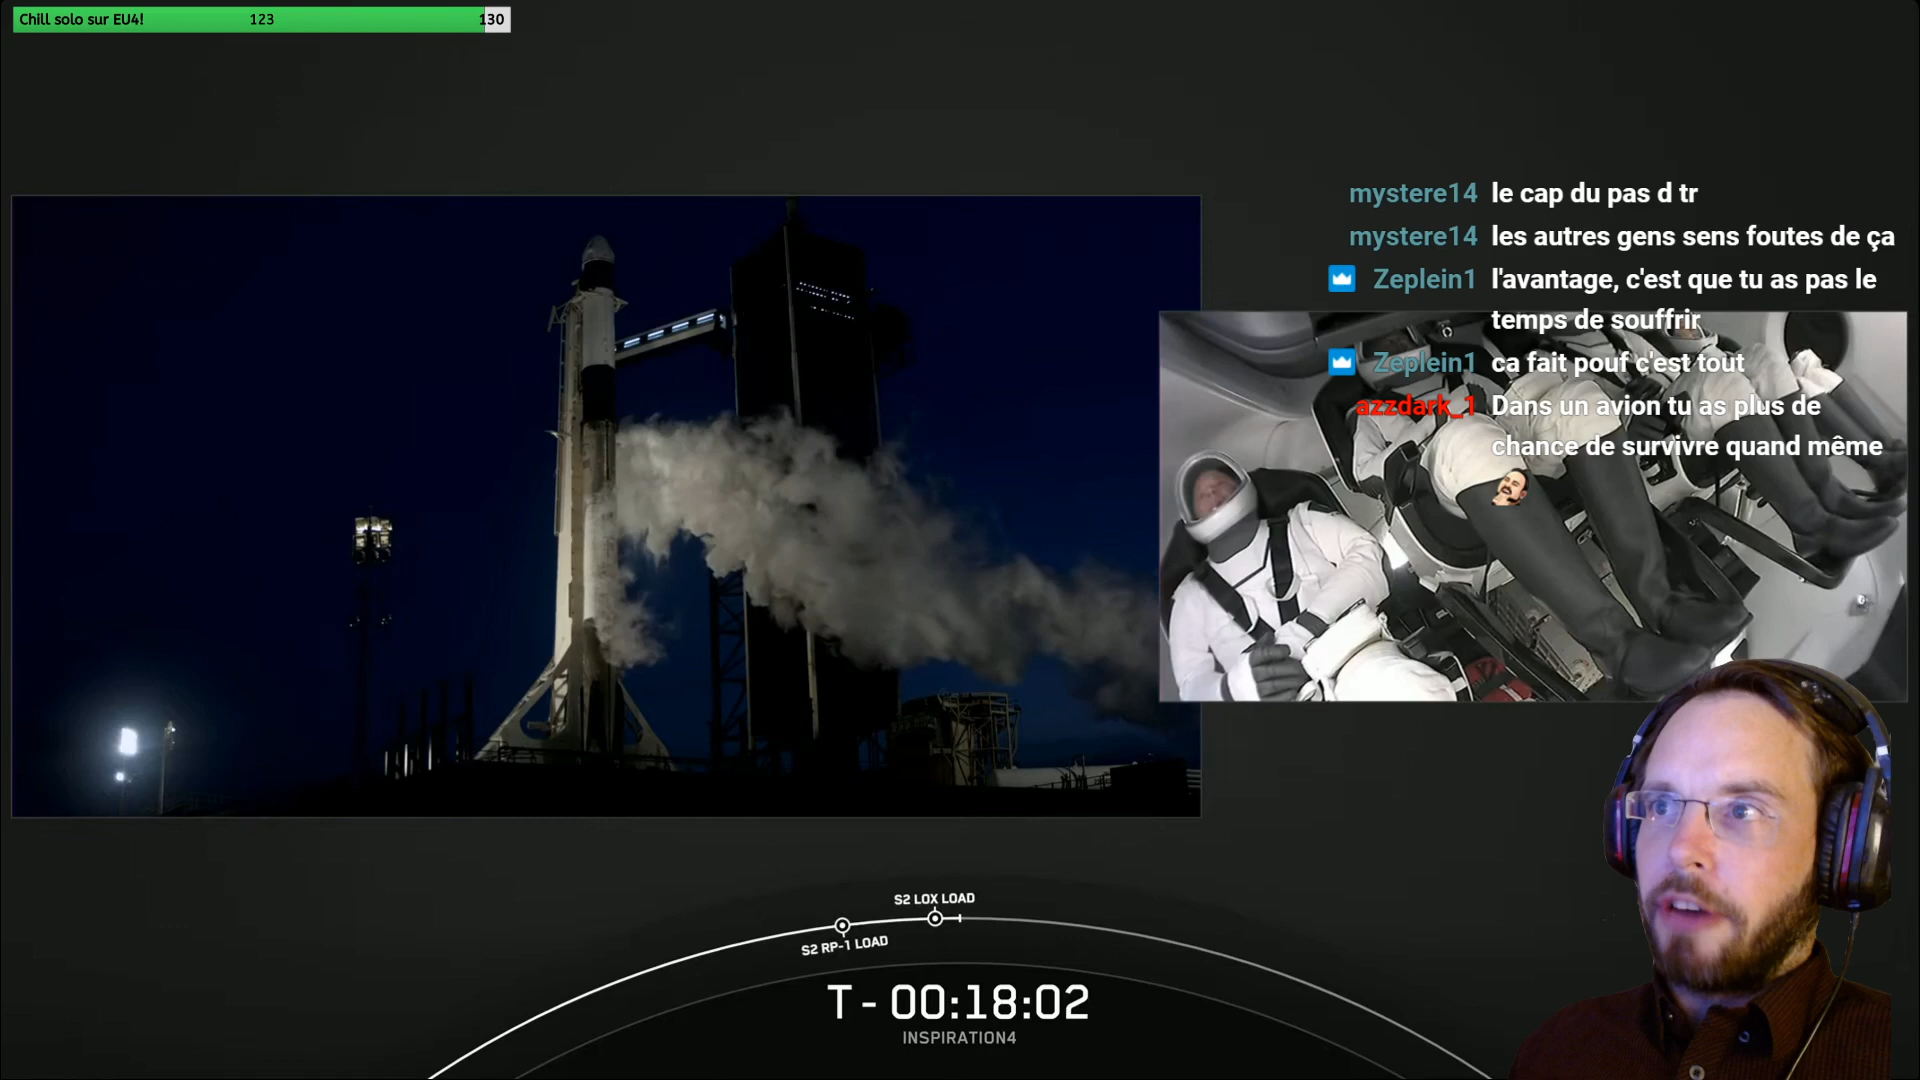 Chill solo sur EU4! 123 130
mystere14 le cap du pas d tr
mystere14 les autres gens sens foutes de ça
Zeplein1 l'avantage, c'est que tu as pas le
temps de souffrir
Zeplein1 ca fait pouf c'est tout
azzdark_1 Dans un avion tu as plus de
chance de survivre quand même
S2 LOX LOAD
S2 RP-1 LOAD
T - 00:18:02
INSPIRATION4